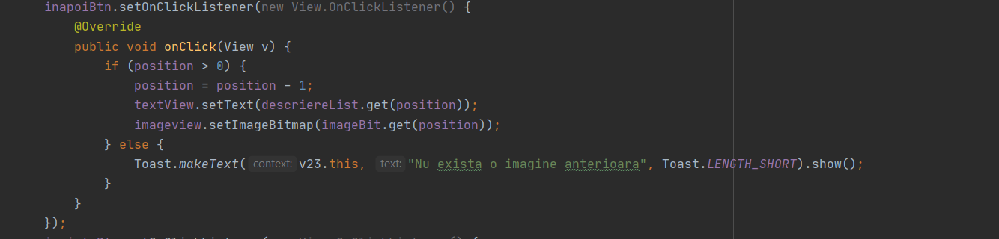 inapoiBtn.setOnClickListener(new View.OnClickListener() {
@Override
public void onClick(View v) {
if (position > 0) {
position = position - 1;
textView.setText(descriereList.get(position));
imageview.setImageBitmap(imageBit.get(position));
} else {
Toast.makeText( context: v23.this, text: "Nu exista o imagine anterioara", Toast.LENGTH_SHORT).show();
}
}
});